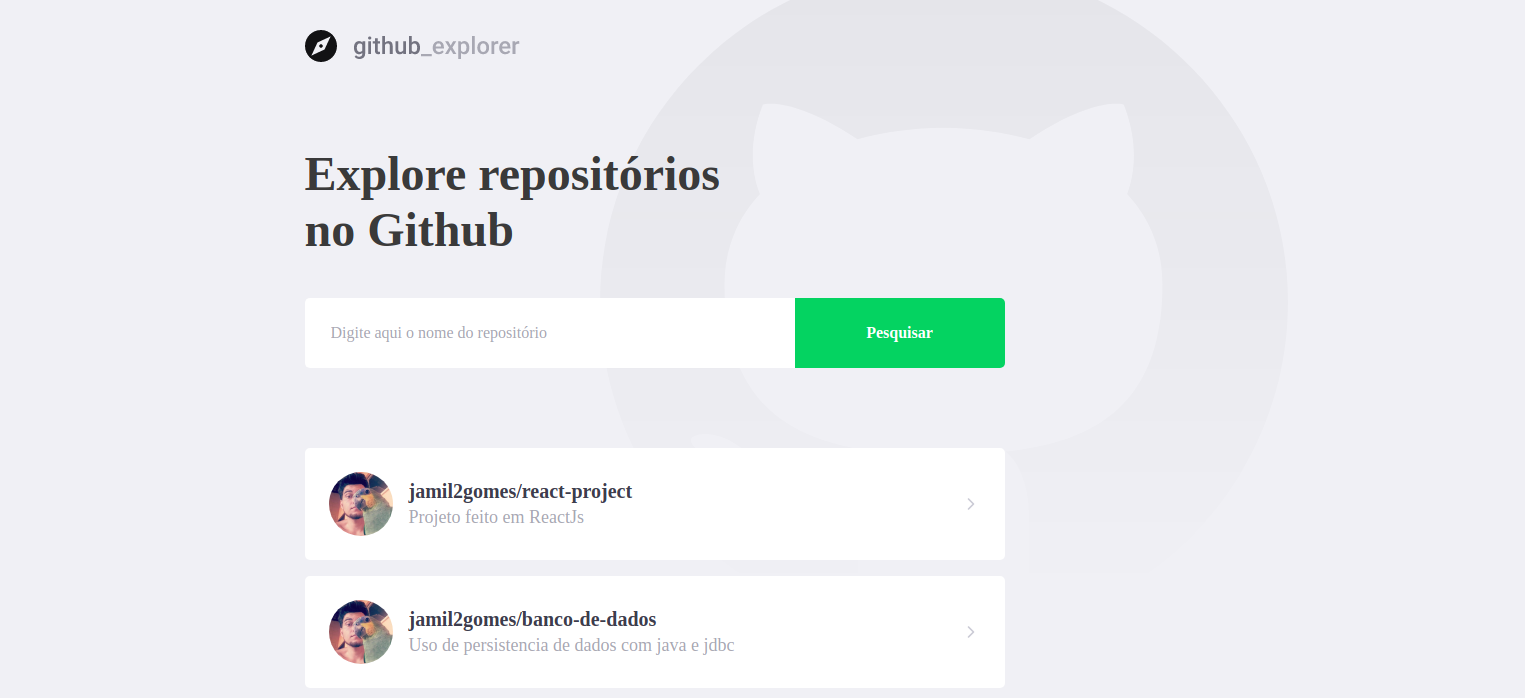 github_explorer
Explore repositórios
no Github
Digite aqui o nome do repositório
Pesquisar
jamil2gomes/react-project
Projeto feito em ReactJs
jamil2gomes/banco-de-dados
Uso de persistencia de dados com java e jdbc